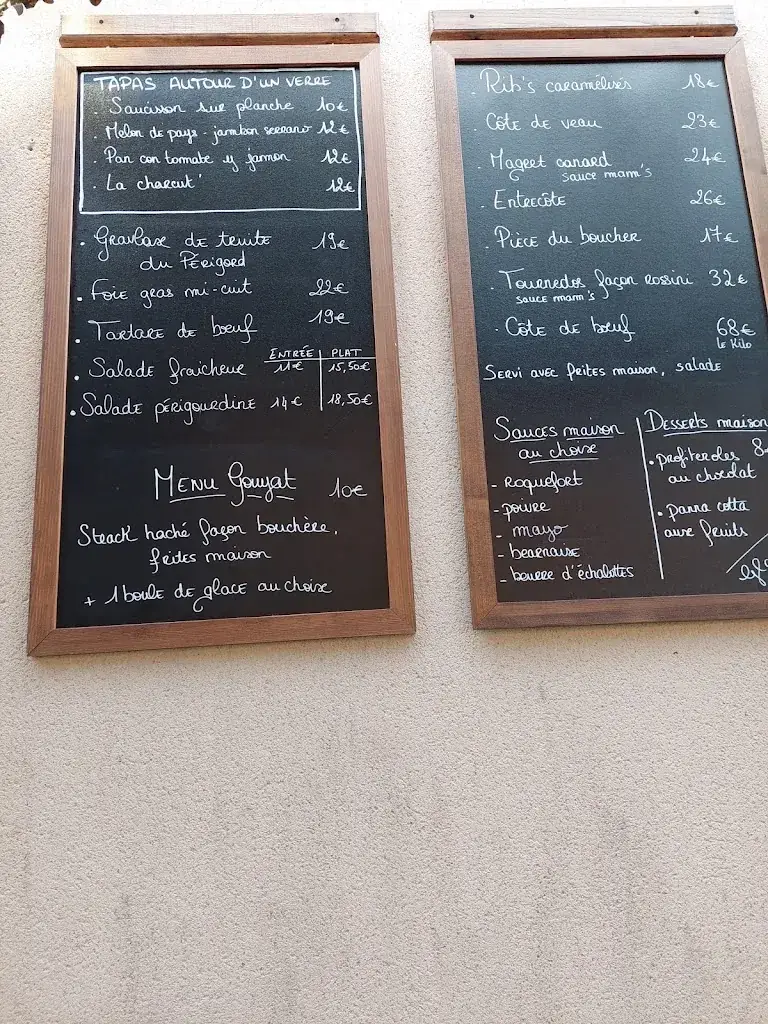 TAPAS AUTOUR D'UN VERRE
. Saucisson sur planche 10€
. Melon de pays - jambon serrano 12€
. Pan con tomate y jamon 12€
. La charcut' 12€
. Gravlax de truite 19€
du Périgord
. Foie gras mi-cuit 22€
. Tartare de bœuf 19€
ENTRÉE | PLAT
. Salade fraicheur 11€ 15,50€
. Salade périgourdine 14€ 18,50€
MENU Goujat 10€
Steack haché façon bouchère,
frites maison
+ 1 boule de glace au choix
. Rib's caramélisés 18€
. Côte de veau 23€
. Magret canard 24€
sauce mam's
. Entrecôte 26€
. Pièce du boucher 17€
. Tournedos façon rossini 32€
sauce mam's
. Côte de bœuf 68€
LE Kilo
Servi avec frites maison, salade
Sauces maison
au choix
- roquefort
- poivre
- mayo
- bearnaise
- beurre d'échalottes
Desserts maison
. profiteroles 8
au chocolat
. panna cotta
aux fruits